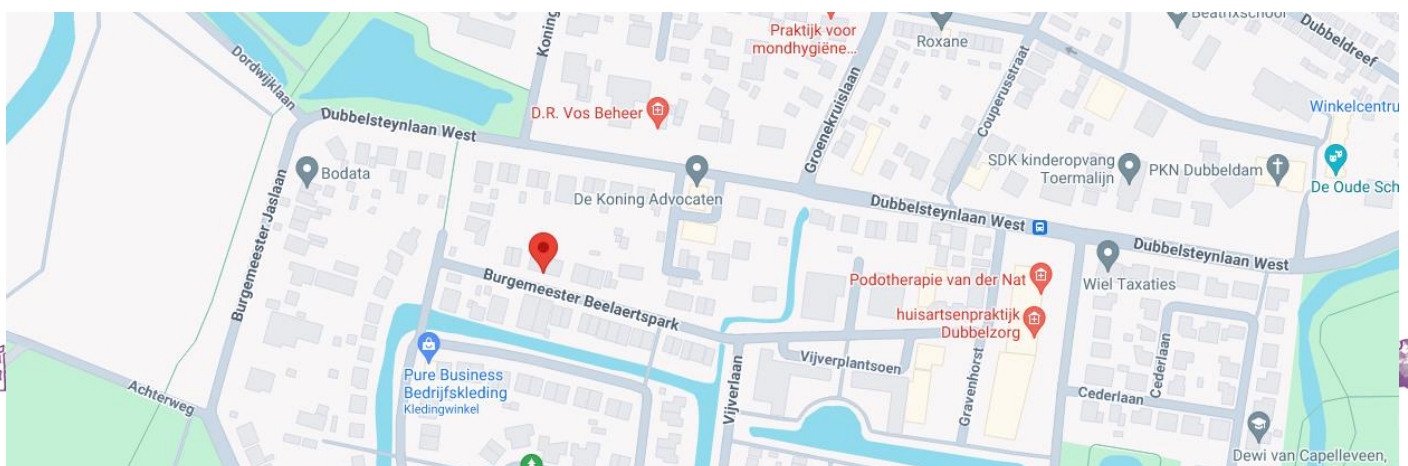 Beatrixschool
Dubbeldreef
Koning
Praktijk voor
mondhygiëne...
Roxane
Dordwijklaan
Couperusstraat
Groenekruislaan
Winkelcentru
D.R. Vos Beheer
Dubbelsteynlaan West
SDK kinderopvang
Toermalijn
PKN Dubbeldam
De Oude Sch
Bodata
De Koning Advocaten
Dubbelsteynlaan West
Dubbelsteynlaan West
Burgemeester Jaslaan
Burgemeester Beelaertspark
Podotherapie van der Nat
Wiel Taxaties
huisartsenpraktijk
Dubbelzorg
Vijverplantsoen
Pure Business
Bedrijfskleding
Kledingwinkel
Achterweg
Vijverlaan
Gravenhorst
Cederlaan
Cederlaan
Dewi van Capelleveen,